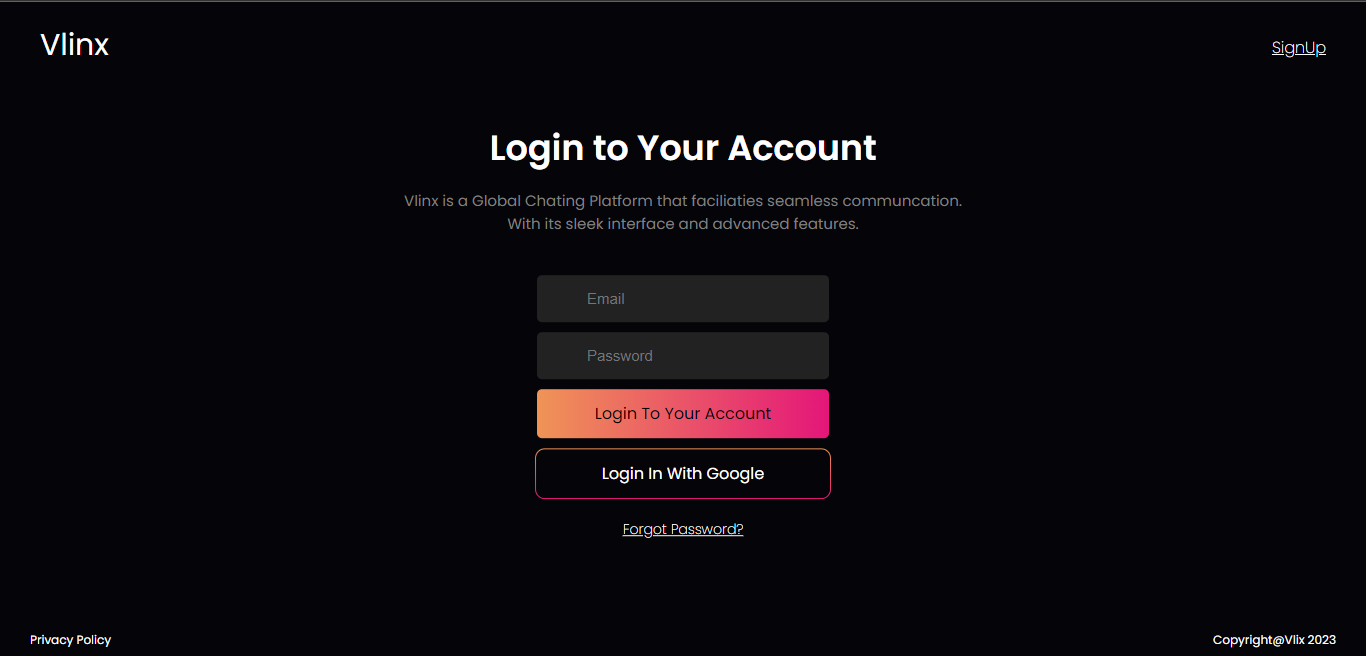 Vlinx
SignUp
Login to Your Account
Vlinx is a Global Chating Platform that faciliaties seamless communcation.
With its sleek interface and advanced features.
Email
Password
Login To Your Account
Login In With Google
Forgot Password?
Privacy Policy
Copyright@Vlix 2023